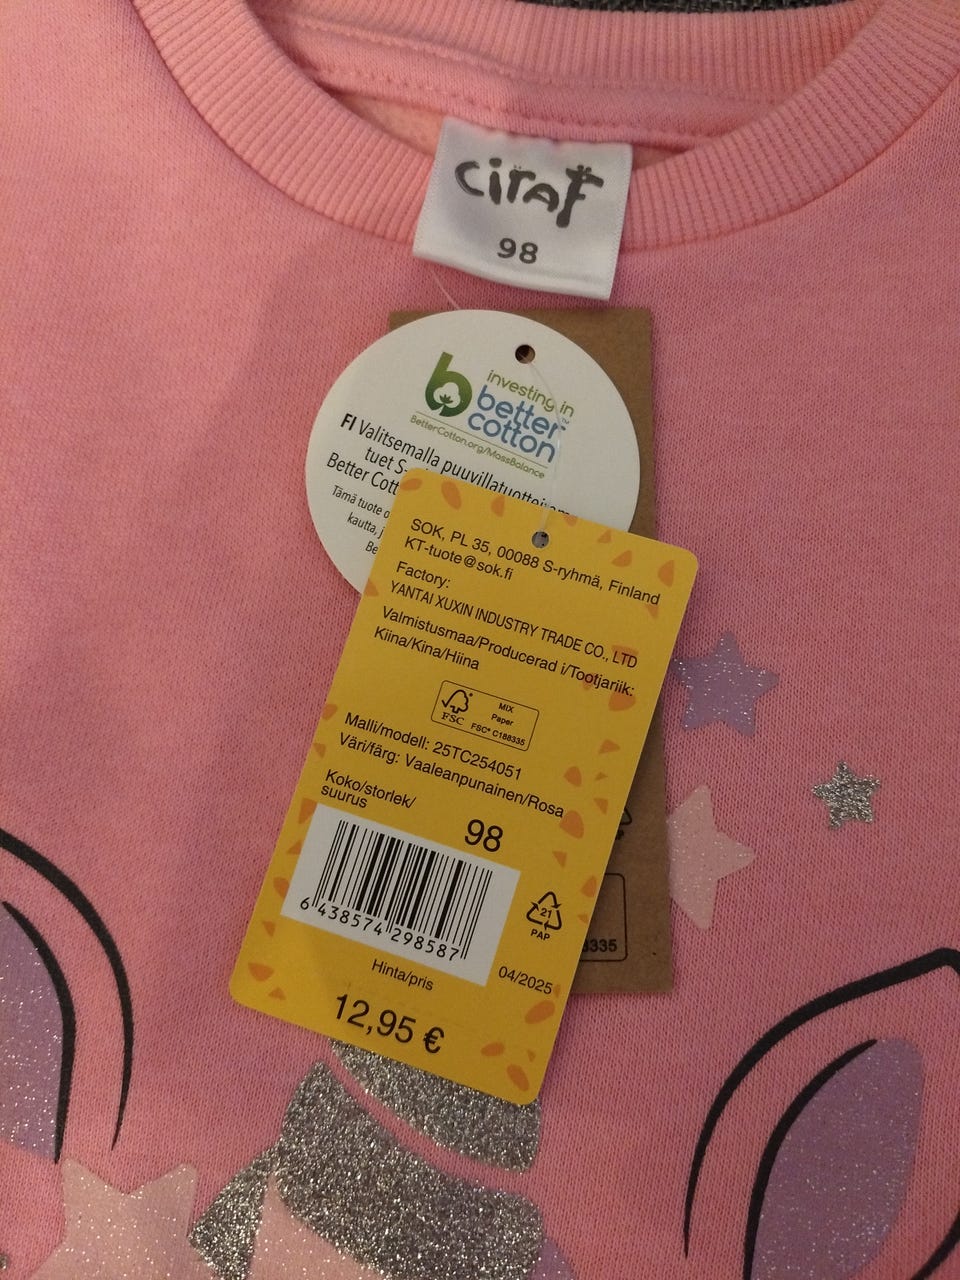 ciraf
98
investing in
better
cotton
BetterCotton.org/MassBalance
FI Valitsemalla puuvillatuotteisem
tuet S-
Better Cott
Tämä tuote o
kautta, j
Be
SOK, PL 35, 00088 S-ryhmä, Finland
KT-tuote@sok.fi
Factory:
YANTAI XUXIN INDUSTRY TRADE CO., LTD
Valmistusmaa/Producerad i/Tootjariik:
Kiina/Kina/Hiina
FSC
MIX
Paper
FSC® C188335
Malli/modell: 25TC254051
Väri/färg: Vaaleanpunainen/Rosa
Koko/storlek/
suurus
98
6 438574 298587
21
PAP
04/2025
Hinta/pris
12,95 €
3335